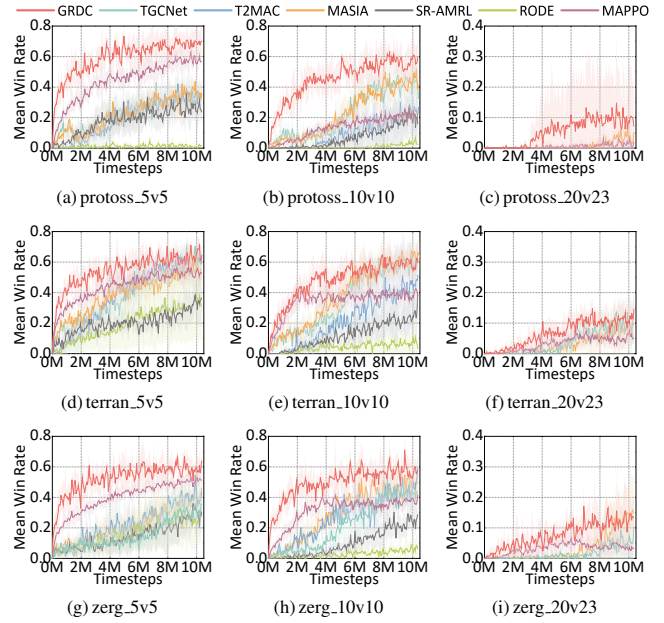 GRDC TGCNet T2MAC MASIA SR-AMRL RODE MAPPO
Mean Win Rate
0.8
0.6
0.4
0.2
0.0
0M 2M 4M 6M 8M 10M
Timesteps
(a) protoss_5v5
Mean Win Rate
0.8
0.6
0.4
0.2
0.0
0M 2M 4M 6M 8M 10M
Timesteps
(b) protoss_10v10
Mean Win Rate
0.4
0.3
0.2
0.1
0.0
0M 2M 4M 6M 8M 10M
Timesteps
(c) protoss_20v23
Mean Win Rate
0.8
0.6
0.4
0.2
0.0
0M 2M 4M 6M 8M 10M
Timesteps
(d) terran_5v5
Mean Win Rate
0.8
0.6
0.4
0.2
0.0
0M 2M 4M 6M 8M 10M
Timesteps
(e) terran_10v10
Mean Win Rate
0.4
0.3
0.2
0.1
0.0
0M 2M 4M 6M 8M 10M
Timesteps
(f) terran_20v23
Mean Win Rate
0.8
0.6
0.4
0.2
0.0
0M 2M 4M 6M 8M 10M
Timesteps
(g) zerg_5v5
Mean Win Rate
0.8
0.6
0.4
0.2
0.0
0M 2M 4M 6M 8M 10M
Timesteps
(h) zerg_10v10
Mean Win Rate
0.4
0.3
0.2
0.1
0.0
0M 2M 4M 6M 8M 10M
Timesteps
(i) zerg_20v23